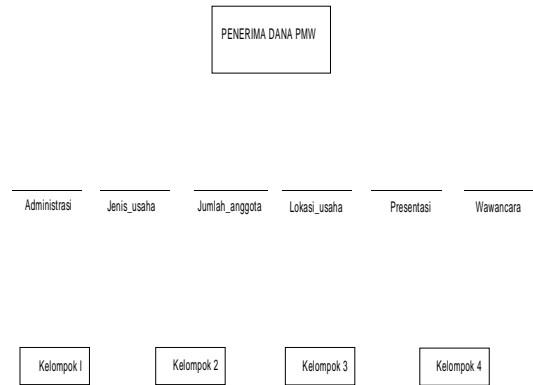 PENERIMA DANA PMW
Administrasi Jenis_usaha Jumlah_anggota Lokasi_usaha Presentasi Wawancara
Kelompok I Kelompok 2 Kelompok 3 Kelompok 4